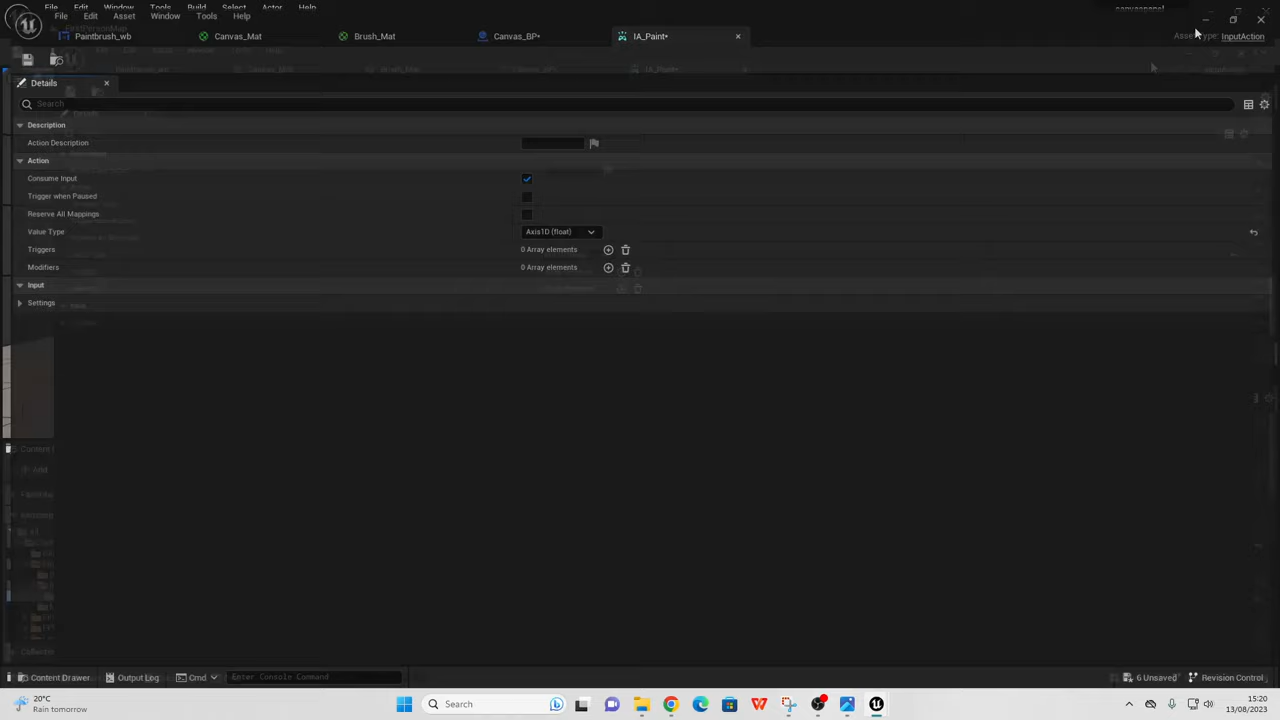 File Edit Asset Window Tools Help
Paintbrush_wb Canvas_Mat Brush_Mat Canvas_BP• IA_Paint•
Asset Type: InputAction
Details
Search
Description
Action Description
Action
Consume Input
Trigger when Paused
Reserve All Mappings
Value Type Axis1D (float)
Triggers 0 Array elements
Modifiers 0 Array elements
Input
Settings
Content Drawer Output Log Cmd Enter Console Command 6 Unsaved Revision Control
20°C
Rain tomorrow
Search
15:20
13/08/2023